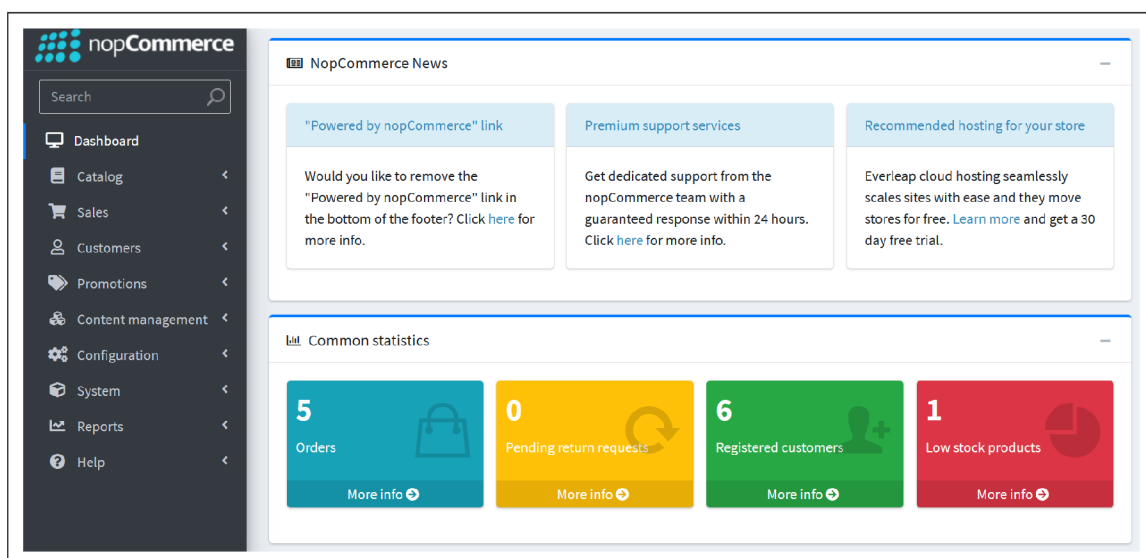 nopCommerce
Search
Dashboard
Catalog
Sales
Customers
Promotions
Content management
Configuration
System
Reports
Help
NopCommerce News
"Powered by nopCommerce" link
Would you like to remove the
"Powered by nopCommerce" link in
the bottom of the footer? Click here for
more info.
Premium support services
Get dedicated support from the
nopCommerce team with a
guaranteed response within 24 hours.
Click here for more info.
Recommended hosting for your store
Everleap cloud hosting seamlessly
scales sites with ease and they move
stores for free. Learn more and get a 30
day free trial.
Common statistics
5
Orders
More info
0
Pending return requests
More info
6
Registered customers
More info
1
Low stock products
More info